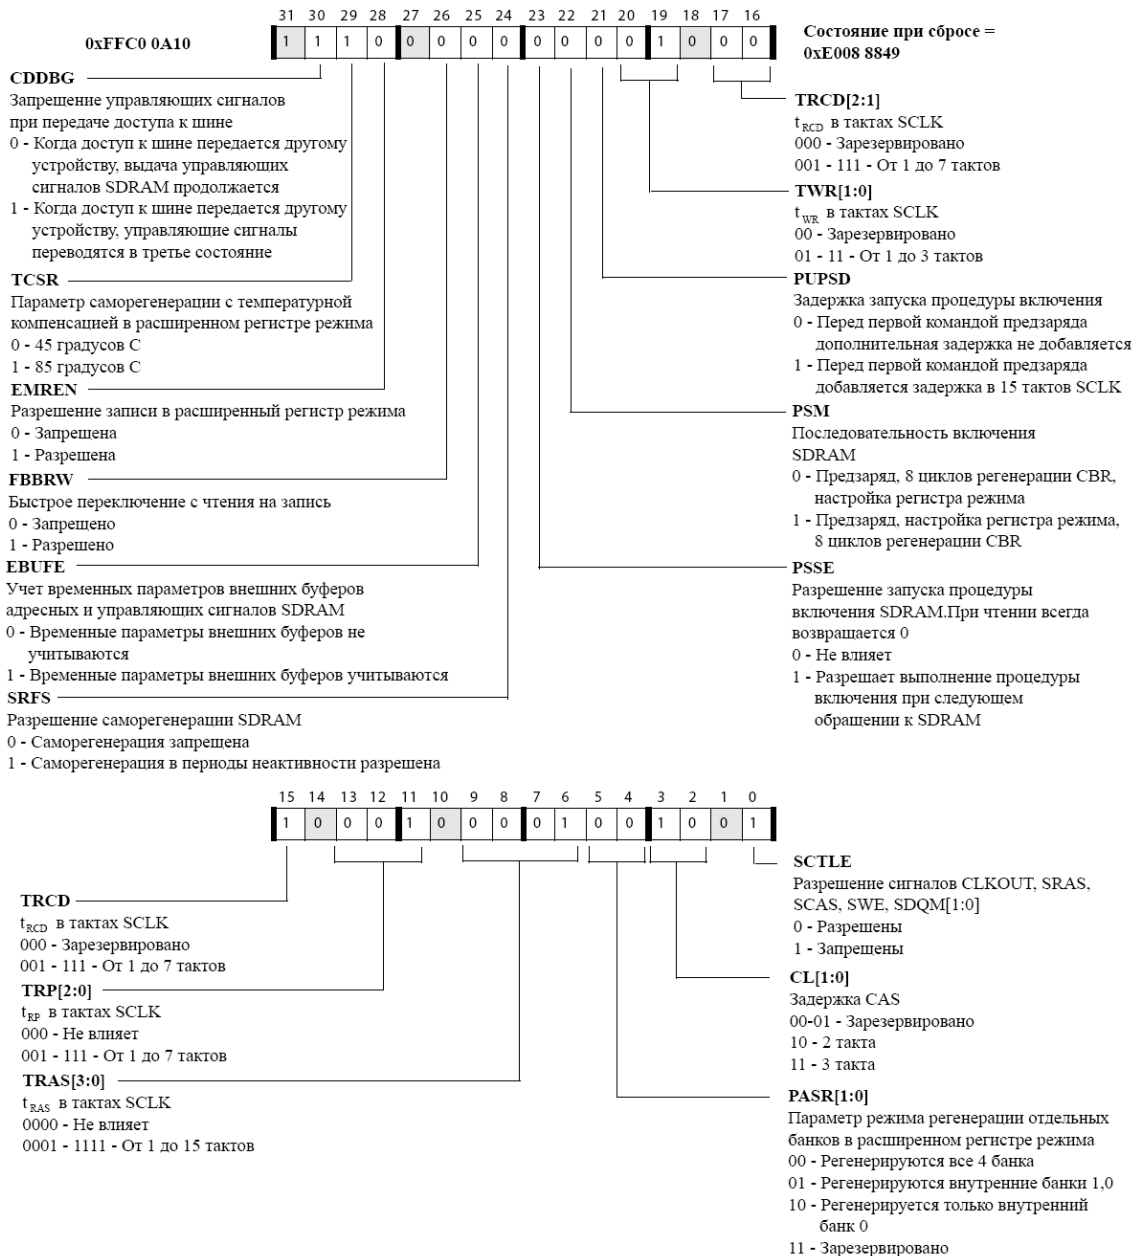 31 30 29 28 27 26 25 24 23 22 21 20 19 18 17 16
0xFFC0 0A10
1 1 1 0 0 0 0 0 0 0 0 0 1 0 0 0
Состояние при сбросе =
0xE008 8849
CDDBG
Запрещение управляющих сигналов
при передаче доступа к шине
0 - Когда доступ к шине передается другому
устройству, выдача управляющих
сигналов SDRAM продолжается
1 - Когда доступ к шине передается другому
устройству, управляющие сигналы
переводятся в третье состояние
TCSR
Параметр саморегенерации с температурной
компенсацией в расширенном регистре режима
0 - 45 градусов С
1 - 85 градусов С
EMREN
Разрешение записи в расширенный регистр режима
0 - Запрещена
1 - Разрешена
FBBRW
Быстрое переключение с чтения на запись
0 - Запрещено
1 - Разрешено
EBUFE
Учет временных параметров внешних буферов
адресных и управляющих сигналов SDRAM
0 - Временные параметры внешних буферов не
учитываются
1 - Временные параметры внешних буферов учитываются
SRFS
Разрешение саморегенерации SDRAM
0 - Саморегенерация запрещена
1 - Саморегенерация в периоды неактивности разрешена
TRCD[2:1]
tRCD в тактах SCLK
000 - Зарезервировано
001 - 111 - От 1 до 7 тактов
TWR[1:0]
tWR в тактах SCLK
00 - Зарезервировано
01 - 11 - От 1 до 3 тактов
PUPSD
Задержка запуска процедуры включения
0 - Перед первой командой предзаряда
дополнительная задержка не добавляется
1 - Перед первой командой предзаряда
добавляется задержка в 15 тактов SCLK
PSM
Последовательность включения
SDRAM
0 - Предзаряд, 8 циклов регенерации CBR,
настройка регистра режима
1 - Предзаряд, настройка регистра режима,
8 циклов регенерации CBR
PSSE
Разрешение запуска процедуры
включения SDRAM.При чтении всегда
возвращается 0
0 - Не влияет
1 - Разрешает выполнение процедуры
включения при следующем
обращении к SDRAM
15 14 13 12 11 10 9 8 7 6 5 4 3 2 1 0
1 0 0 0 1 0 0 0 0 1 0 0 1 0 0 1
TRCD
tRCD в тактах SCLK
000 - Зарезервировано
001 - 111 - От 1 до 7 тактов
TRP[2:0]
tRP в тактах SCLK
000 - Не влияет
001 - 111 - От 1 до 7 тактов
TRAS[3:0]
tRAS в тактах SCLK
0000 - Не влияет
0001 - 1111 - От 1 до 15 тактов
SCTLE
Разрешение сигналов CLKOUT, SRAS,
SCAS, SWE, SDQM[1:0]
0 - Разрешены
1 - Запрещены
CL[1:0]
Задержка CAS
00-01 - Зарезервировано
10 - 2 такта
11 - 3 такта
PASR[1:0]
Параметр режима регенерации отдельных
банков в расширенном регистре режима
00 - Регенерируются все 4 банка
01 - Регенерируются внутренние банки 1,0
10 - Регенерируется только внутренний
банк 0
11 - Зарезервировано